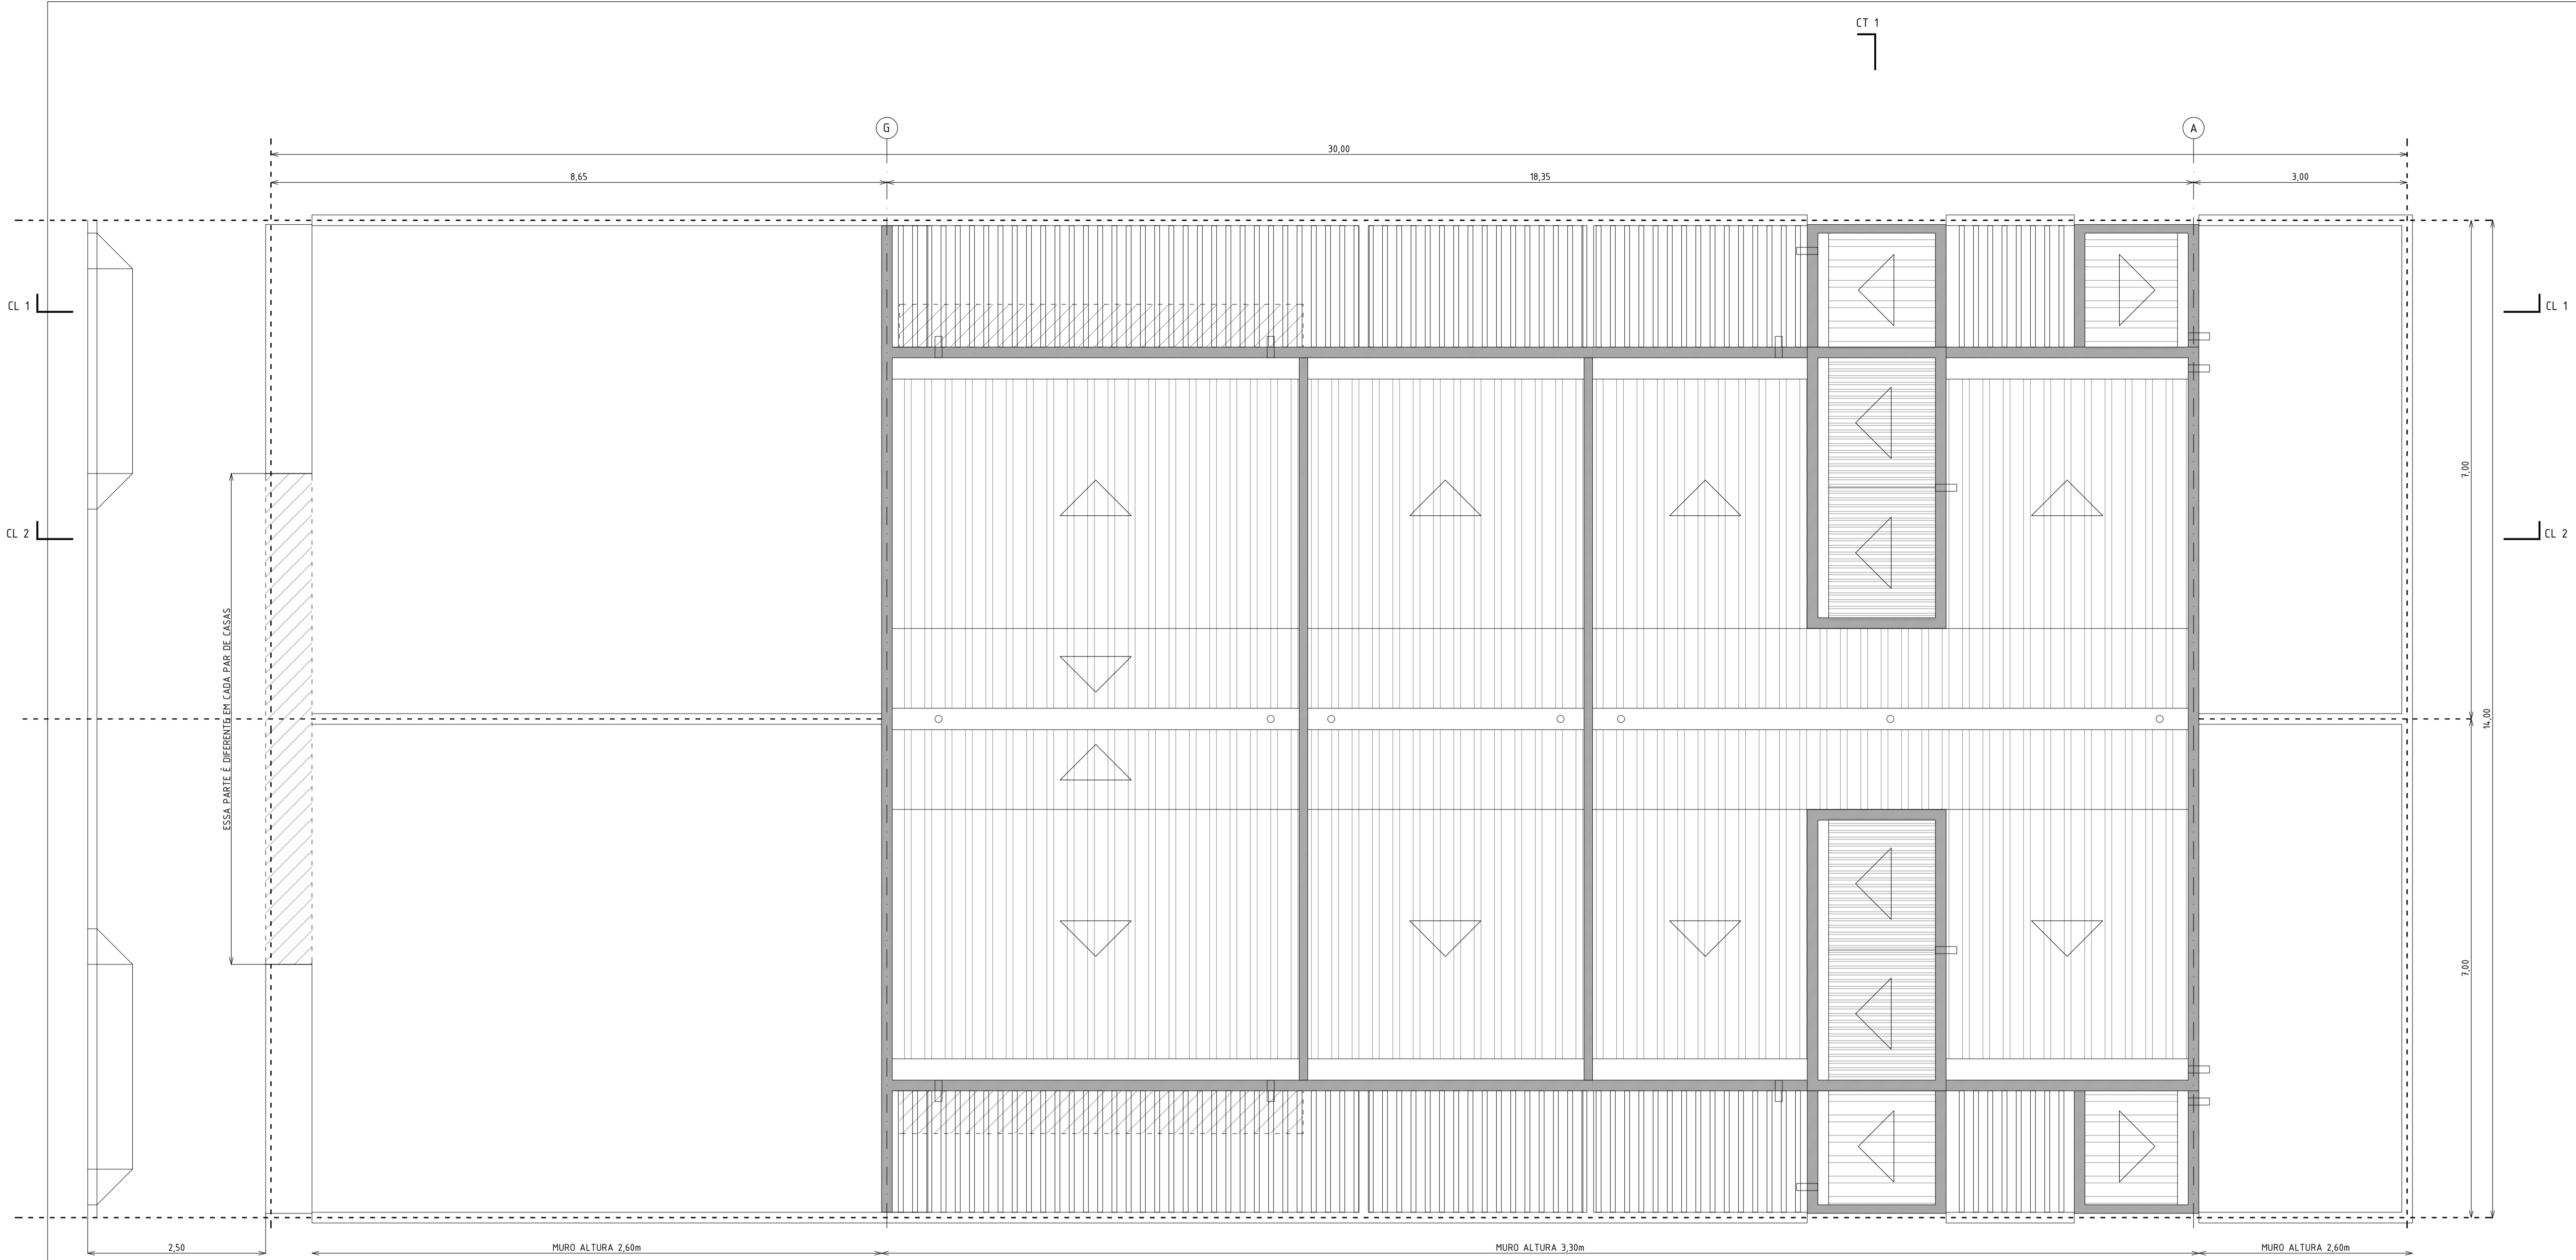 CT 1
G
A
30,00
8,65
18,35
3,00
CL 1
CL 1
7,00
CL 2
CL 2
ESSA PARTE É DIFERENTE EM CADA PAR DE CASAS
14,00
7,00
2,50
MURO ALTURA 2,60m
MURO ALTURA 3,30m
MURO ALTURA 2,60m